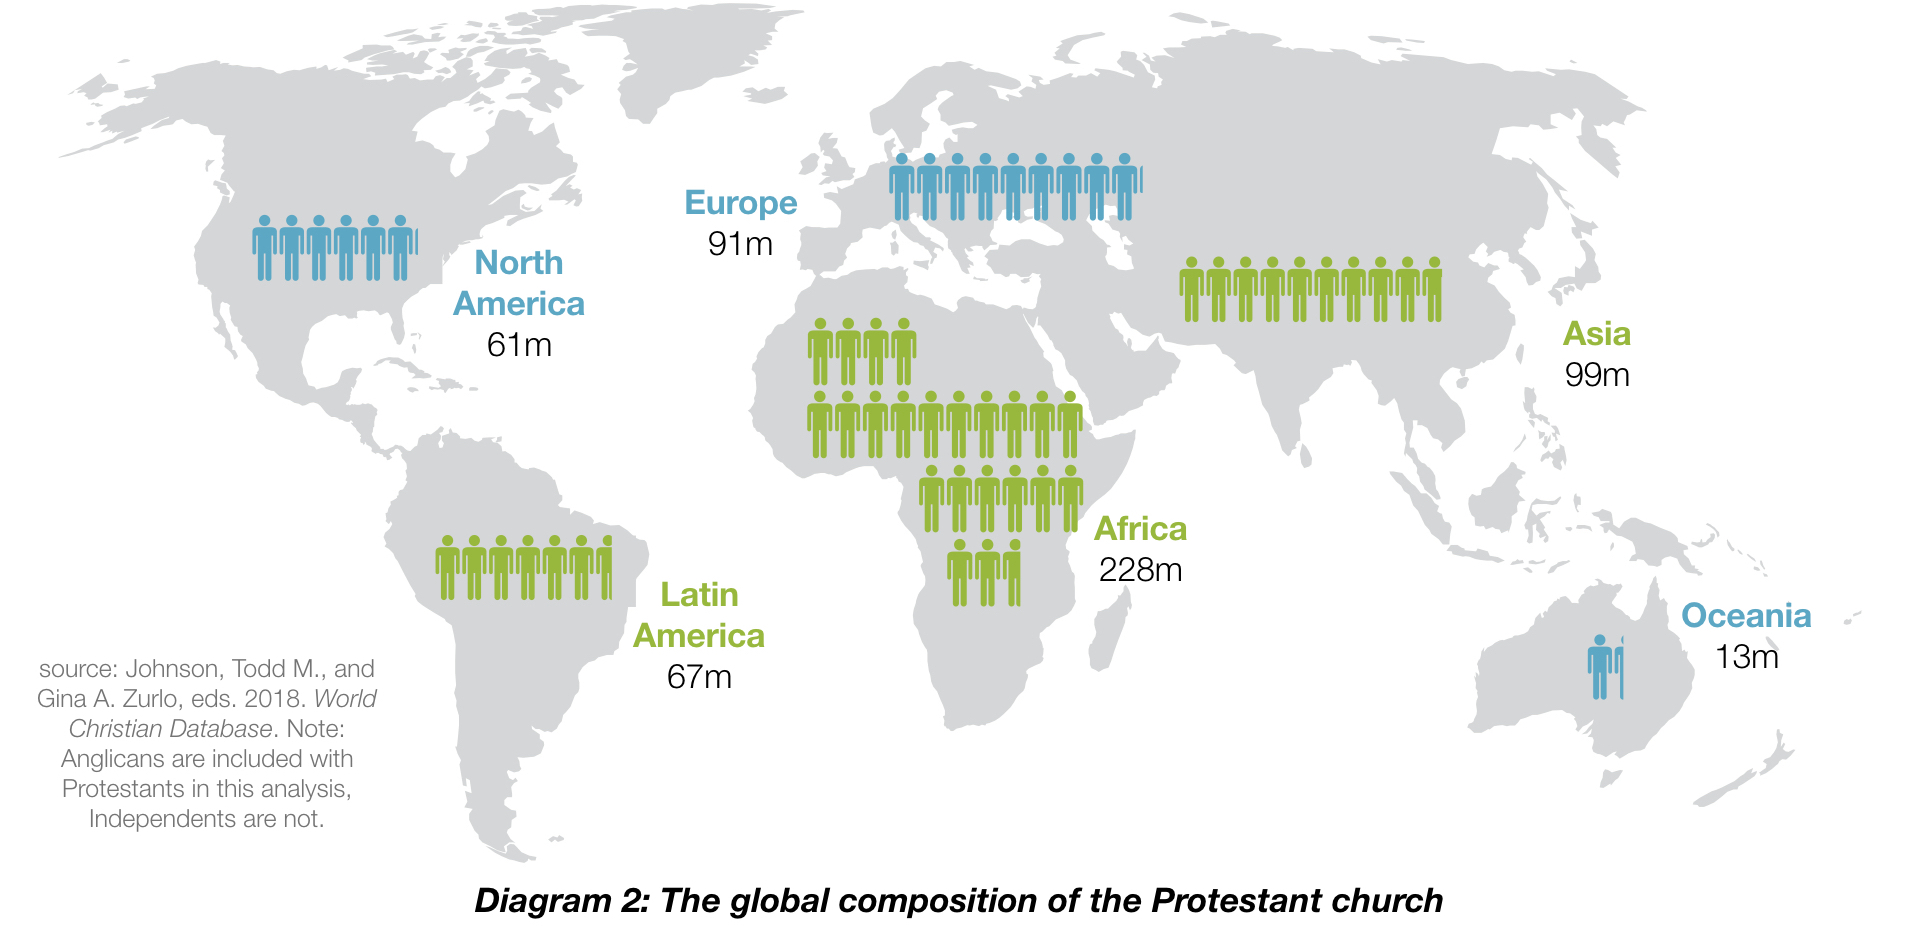 Europe
91m
North
America
61m
Asia
99m
Africa
228m
Latin
America
67m
Oceania
13m
source: Johnson, Todd M., and
Gina A. Zurlo, eds. 2018. World
Christian Database. Note:
Anglicans are included with
Protestants in this analysis,
Independents are not.
Diagram 2: The global composition of the Protestant church